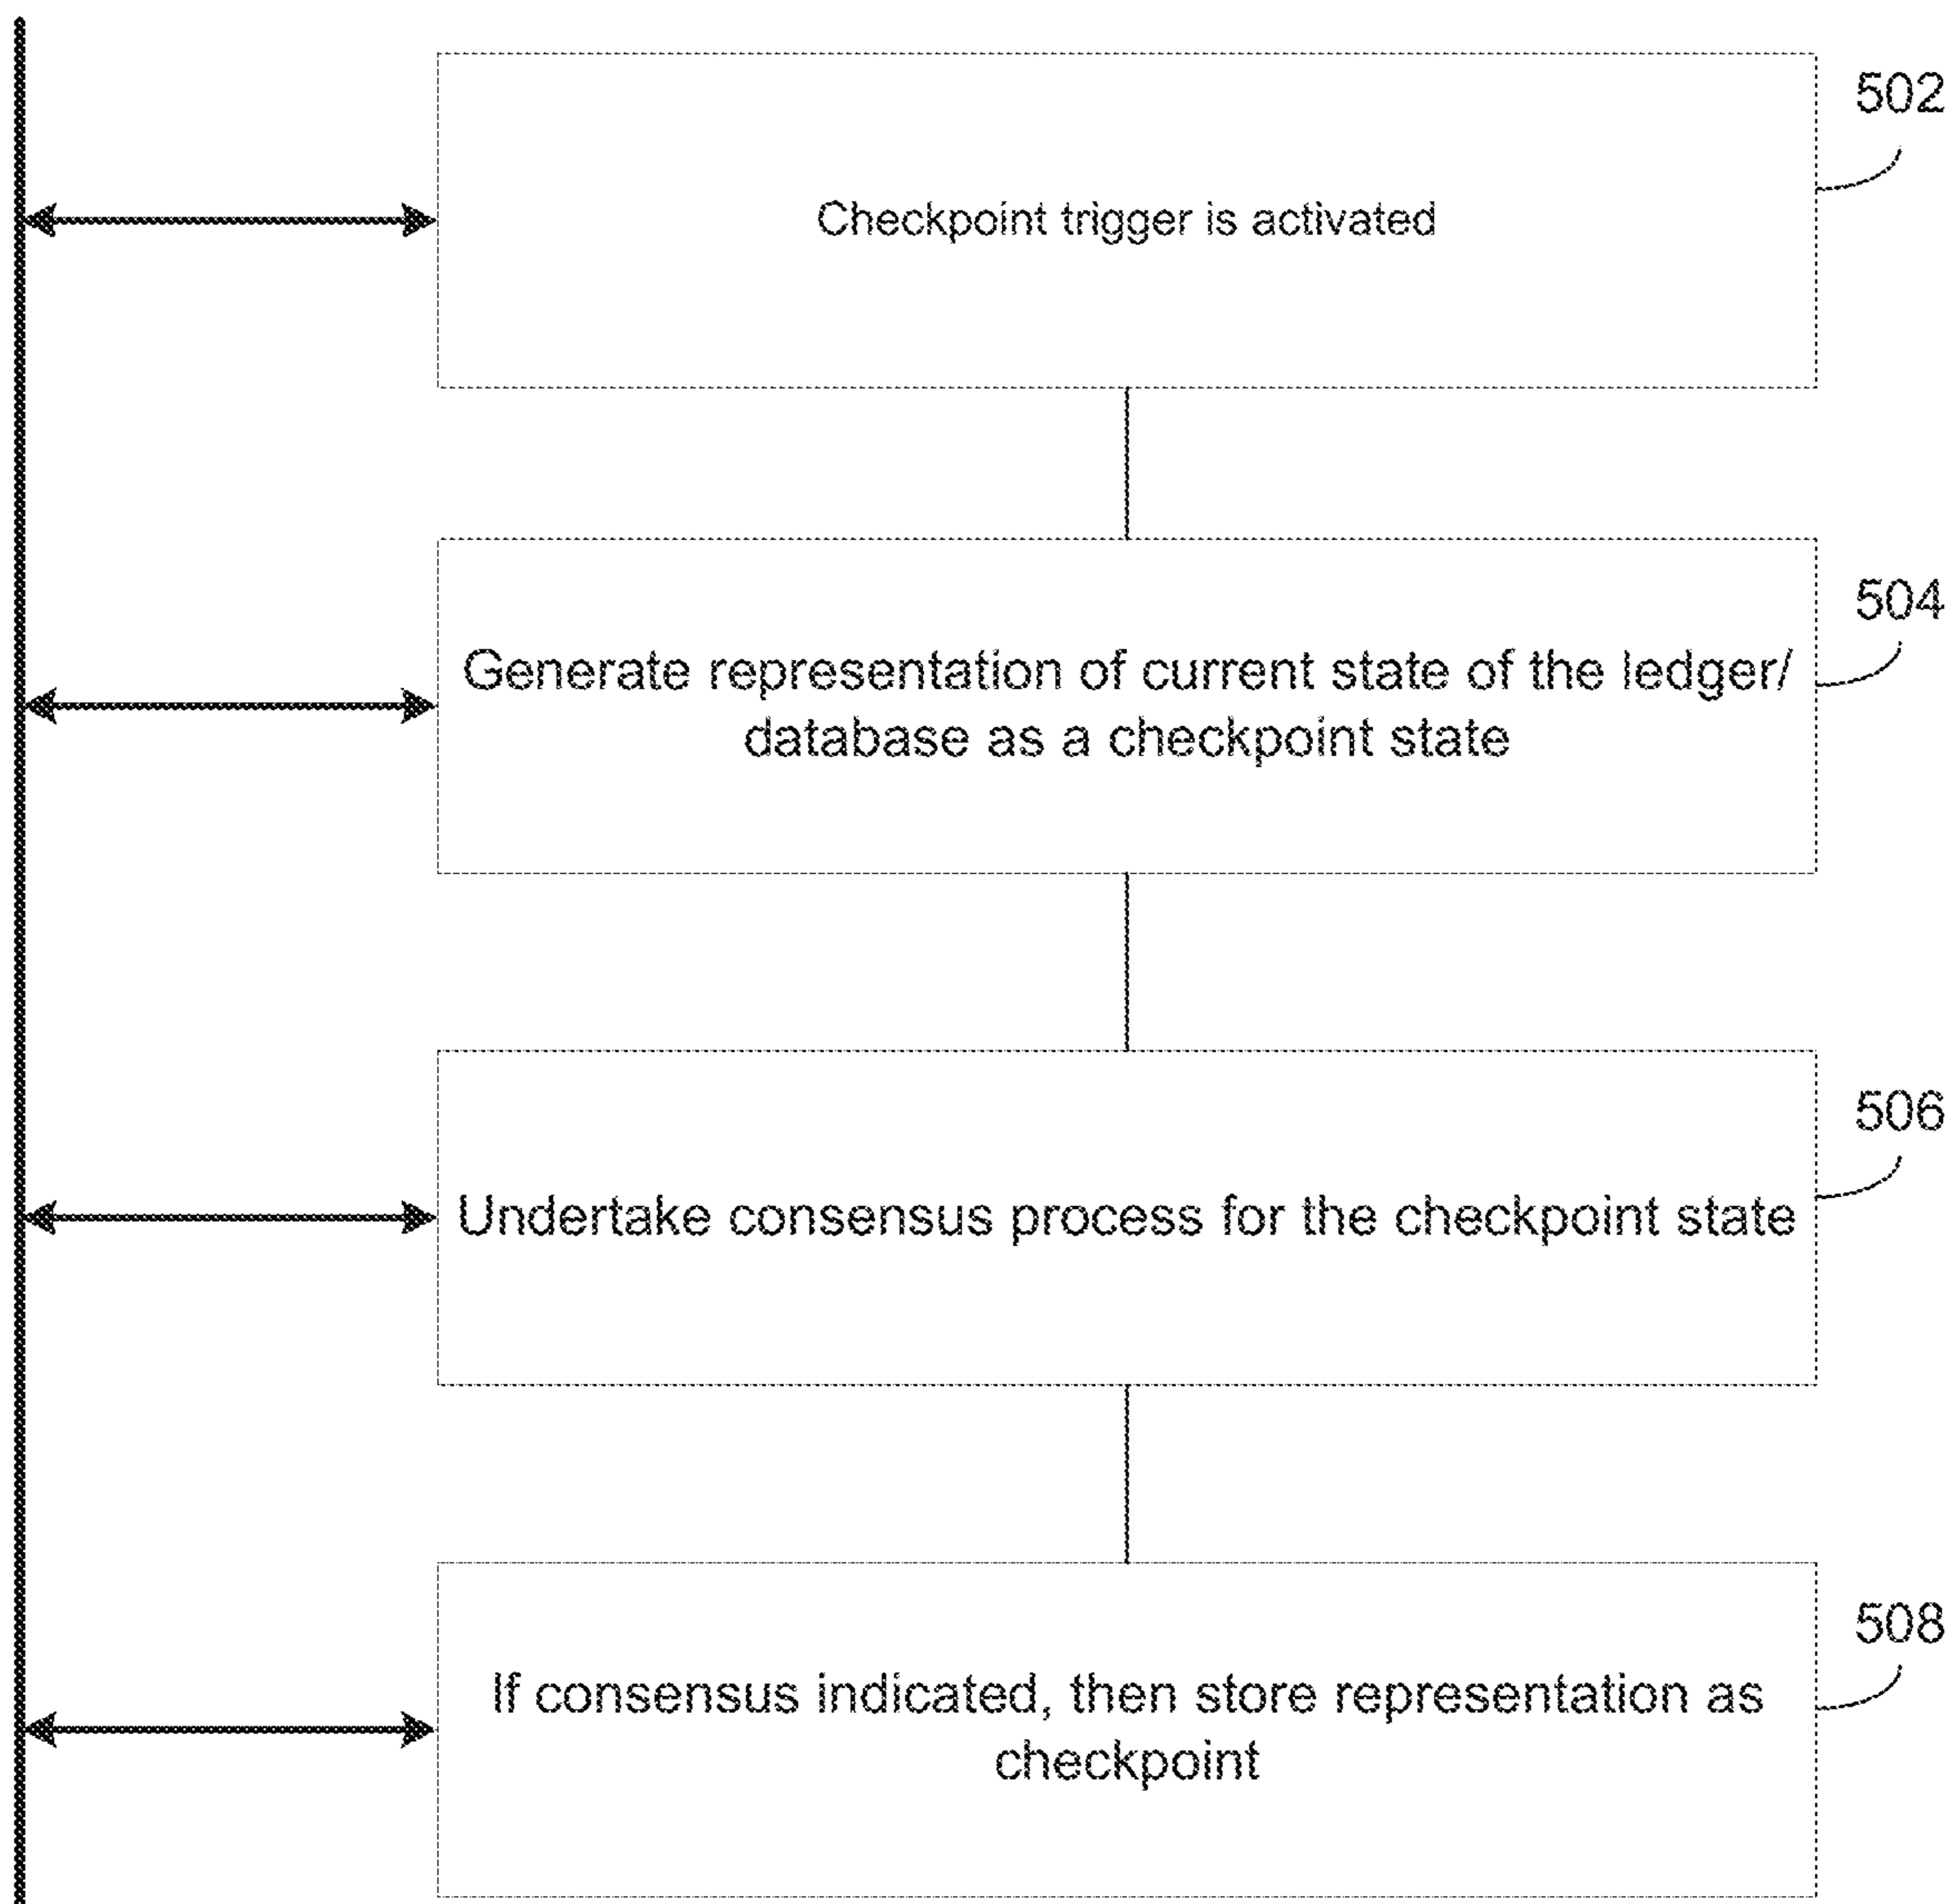 502
Checkpoint trigger is activated
504
Generate representation of current state of the ledger/
database as a checkpoint state
506
Undertake consensus process for the checkpoint state
508
If consensus indicated, then store representation as
checkpoint